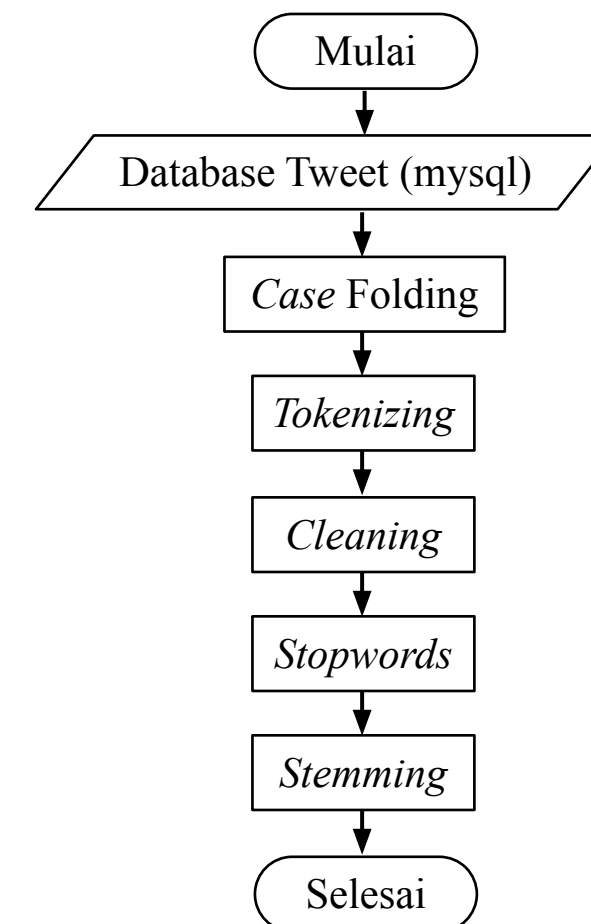 Mulai
Database Tweet (mysql)
Case Folding
Tokenizing
Cleaning
Stopwords
Stemming
Selesai